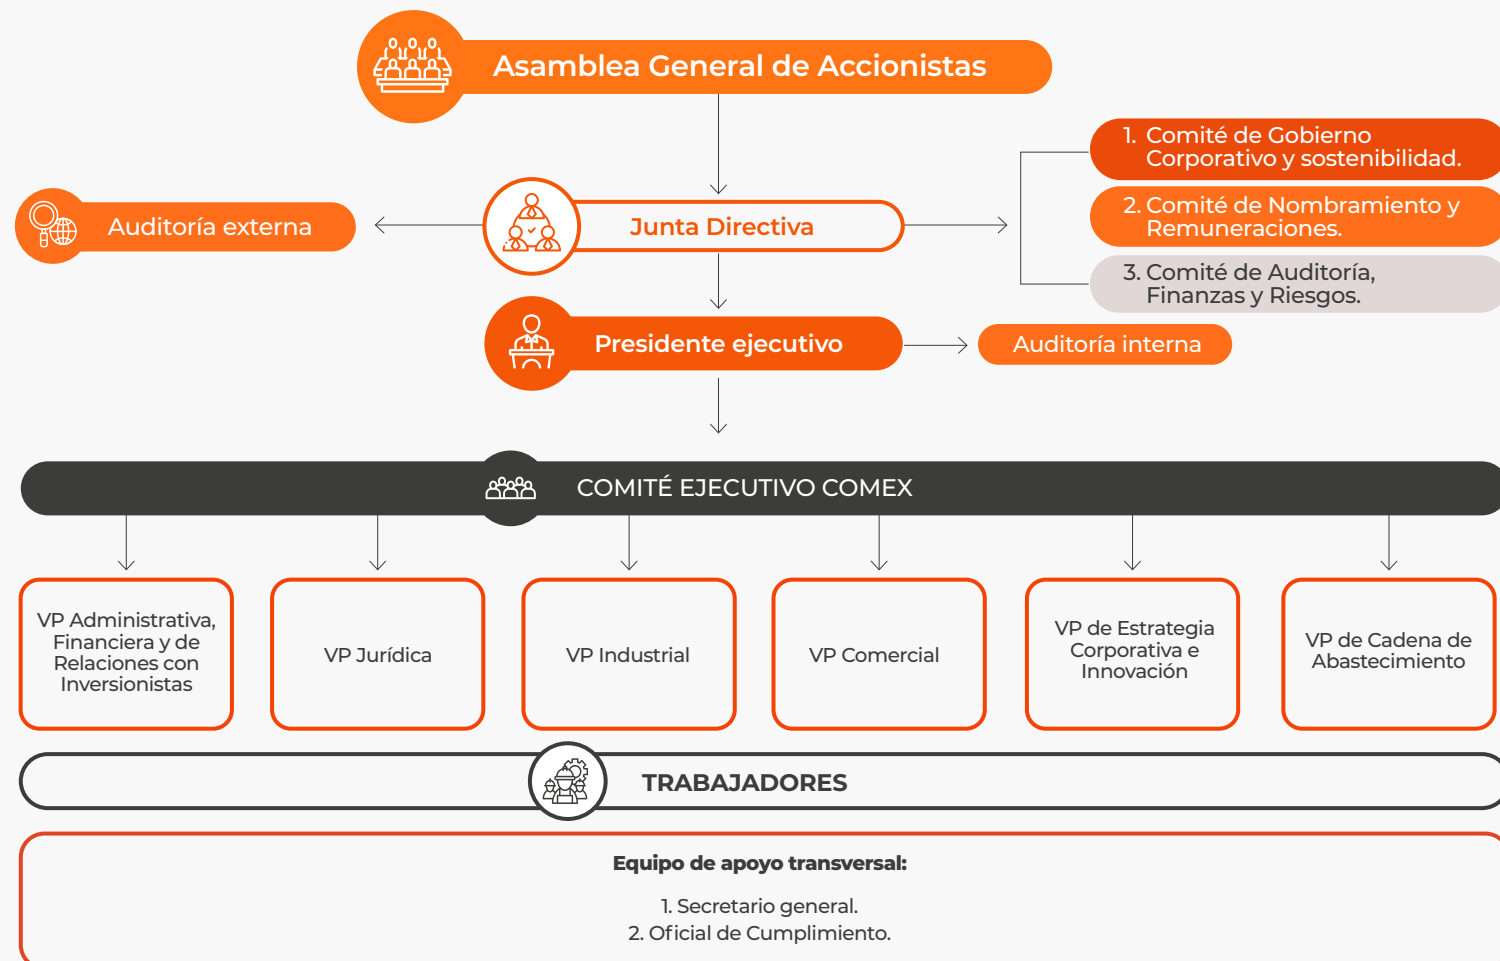 Asamblea General de Accionistas
1. Comité de Gobierno
Corporativo y sostenibilidad.
2. Comité de Nombramiento y
Remuneraciones.
3. Comité de Auditoría,
Finanzas y Riesgos.
Auditoría externa
Junta Directiva
Presidente ejecutivo
Auditoría interna
COMITÉ EJECUTIVO COMEX
VP Administrativa,
Financiera y de
Relaciones con
Inversionistas
VP Jurídica
VP Industrial
VP Comercial
VP de Estrategia
Corporativa e
Innovación
VP de Cadena de
Abastecimiento
TRABAJADORES
Equipo de apoyo transversal:
1. Secretario general.
2. Oficial de Cumplimiento.